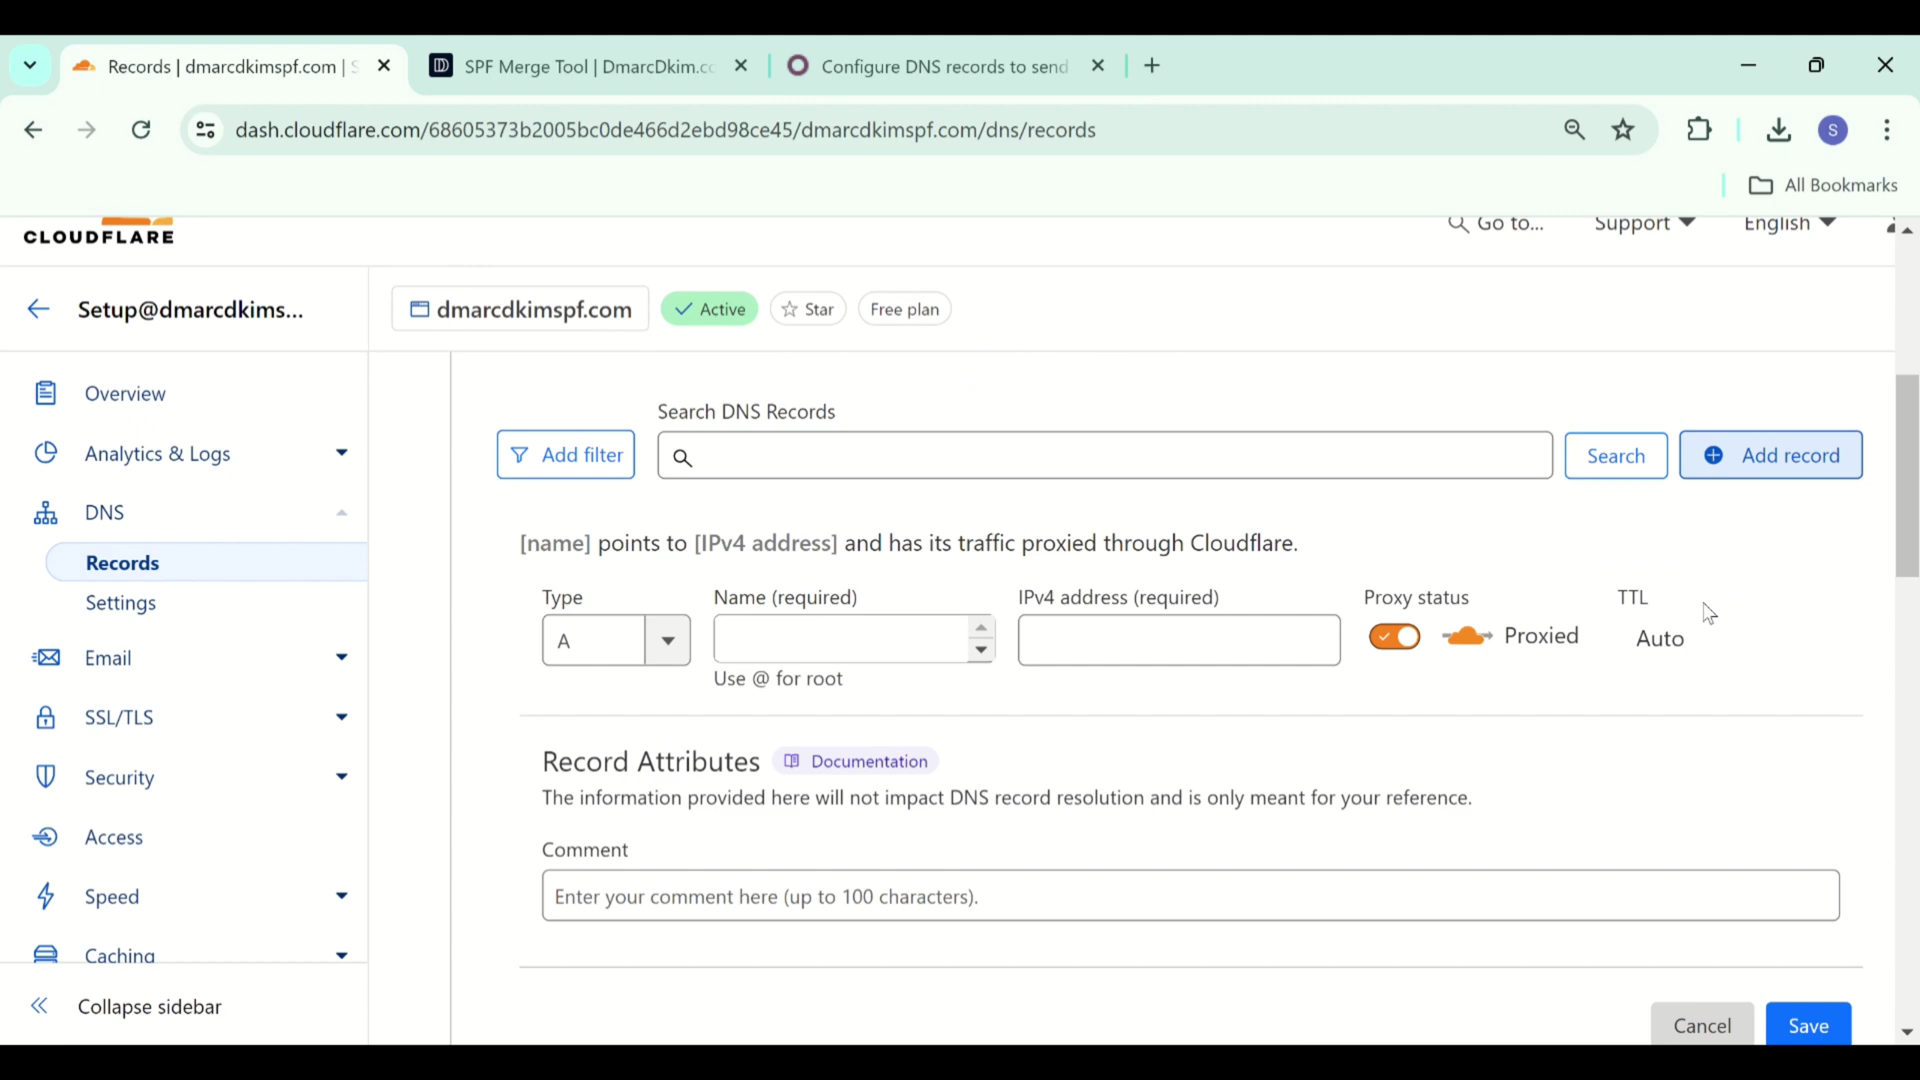 Records | dmarcdkimspf.com |
SPF Merge Tool | DmarcDkim.co
Configure DNS records to send
dash.cloudflare.com/68605373b2005bc0de466d2ebd98ce45/dmarcdkimspf.com/dns/records
S
All Bookmarks
CLOUDFLARE
Go to...
Support
English
Setup@dmarcdkims...
dmarcdkimspf.com
Active
Star
Free plan
Overview
Analytics & Logs
DNS
Records
Settings
Email
SSL/TLS
Security
Access
Speed
Caching
Collapse sidebar
Search DNS Records
Add filter
Search
Add record
[name] points to [IPv4 address] and has its traffic proxied through Cloudflare.
Type
Name (required)
IPv4 address (required)
Proxy status
TTL
A
Proxied
Auto
Use @ for root
Record Attributes
Documentation
The information provided here will not impact DNS record resolution and is only meant for your reference.
Comment
Enter your comment here (up to 100 characters).
Cancel
Save